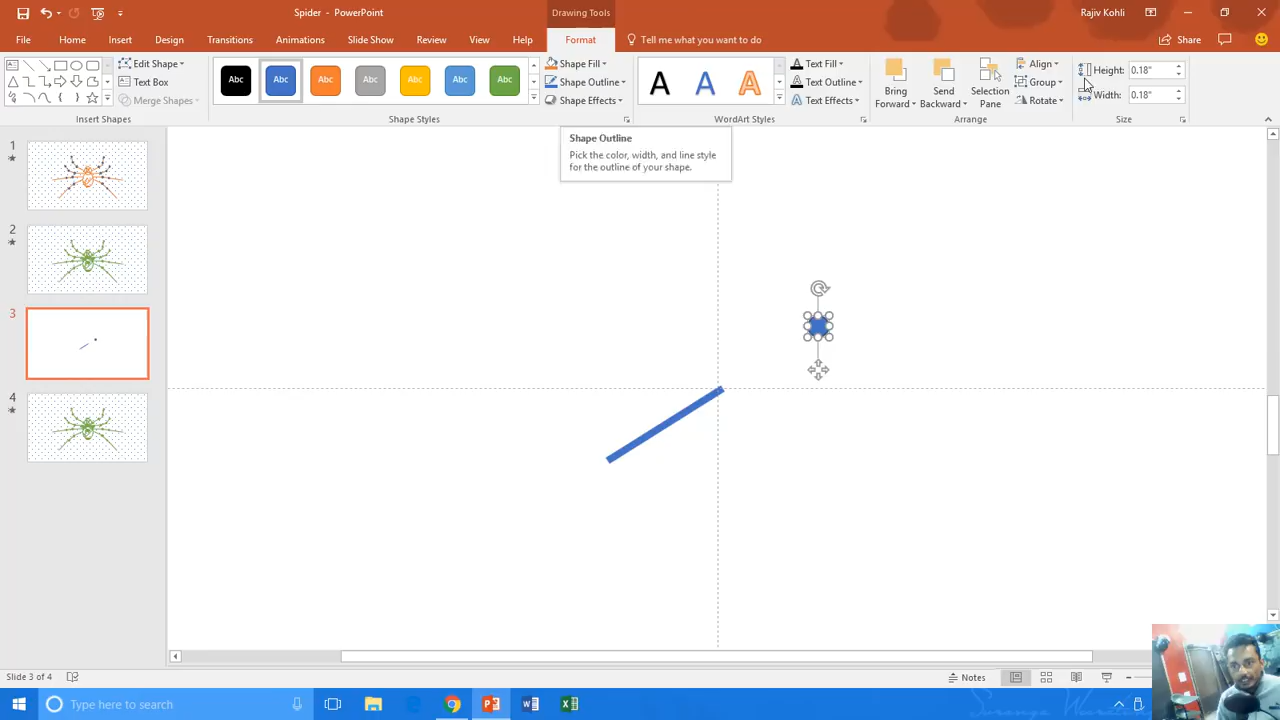 Spider - PowerPoint
Drawing Tools
Rajiv Kohli
File
Home
Insert
Design
Transitions
Animations
Slide Show
Review
View
Help
Format
Tell me what you want to do
Share
Edit Shape
Text Box
Merge Shapes
Insert Shapes
Abc
Abc
Abc
Abc
Abc
Abc
Abc
Shape Styles
Shape Fill
Shape Outline
Shape Effects
A
A
A
WordArt Styles
Text Fill
Text Outline
Text Effects
Bring
Forward
Send
Backward
Selection
Pane
Align
Group
Rotate
Arrange
Height:
0.18"
Width:
0.18"
Size
Shape Outline
Pick the color, width, and line style
for the outline of your shape.
1
2
3
4
Slide 3 of 4
Notes
Type here to search